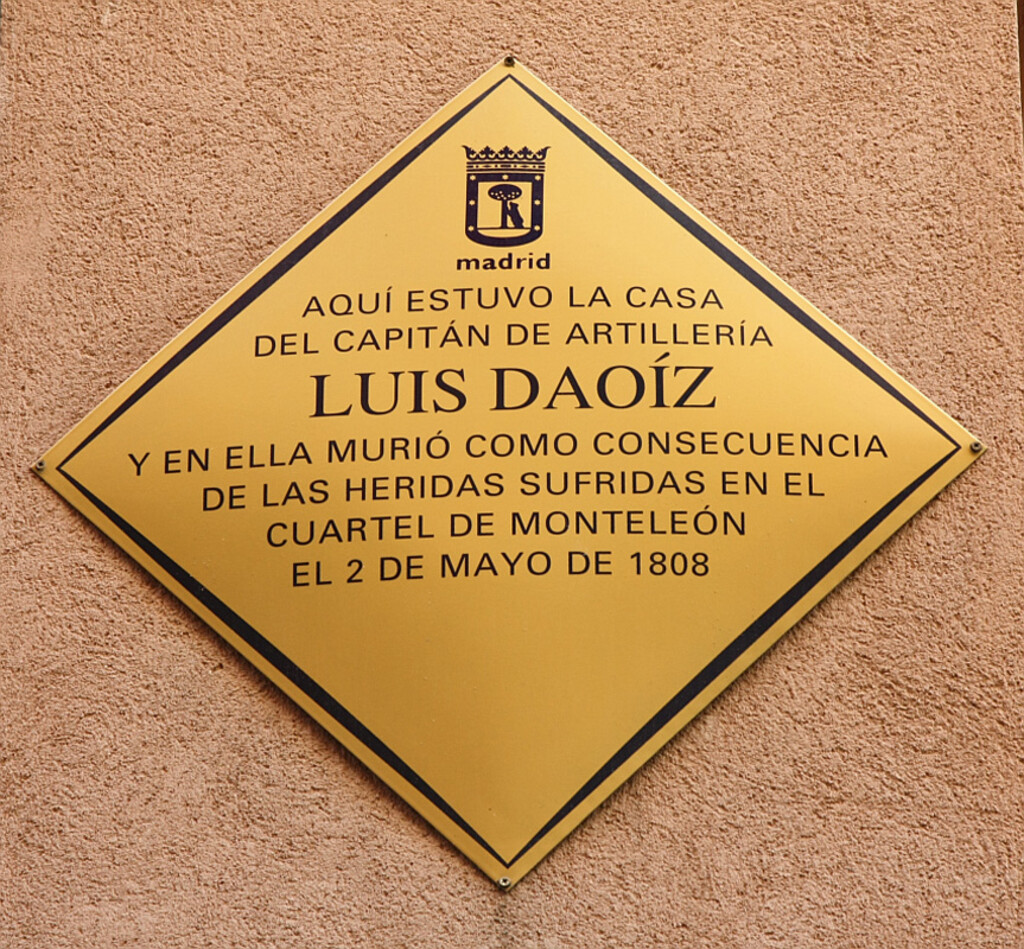 madrid
AQUÍ ESTUVO LA CASA
DEL CAPITÁN DE ARTILLERÍA
LUIS DAOÍZ
Y EN ELLA MURIÓ COMO CONSECUENCIA
DE LAS HERIDAS SUFRIDAS EN EL
CUARTEL DE MONTELEÓN
EL 2 DE MAYO DE 1808